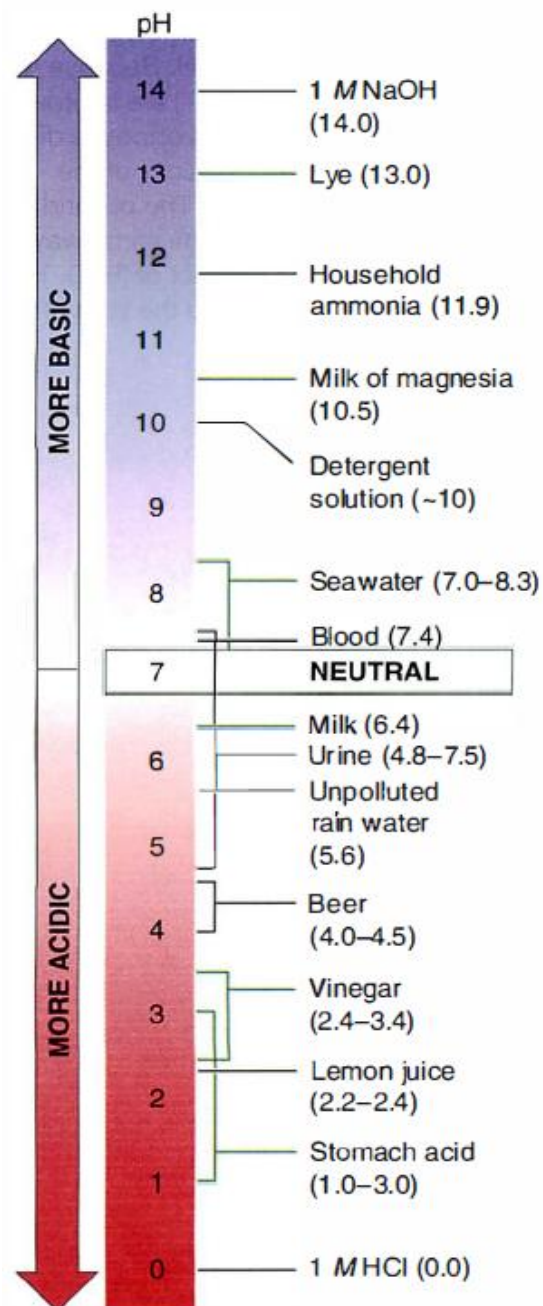 pH
14
1 M NaOH
(14.0)
13
Lye (13.0)
12
Household
ammonia (11.9)
11
Milk of magnesia
(10.5)
10
Detergent
solution (~10)
9
8
Seawater (7.0–8.3)
Blood (7.4)
7
NEUTRAL
Milk (6.4)
6
Urine (4.8–7.5)
Unpolluted
rain water
(5.6)
5
Beer
(4.0–4.5)
4
Vinegar
(2.4–3.4)
3
Lemon juice
(2.2–2.4)
2
Stomach acid
(1.0–3.0)
1
0
1 M HCl (0.0)
MORE BASIC
MORE ACIDIC